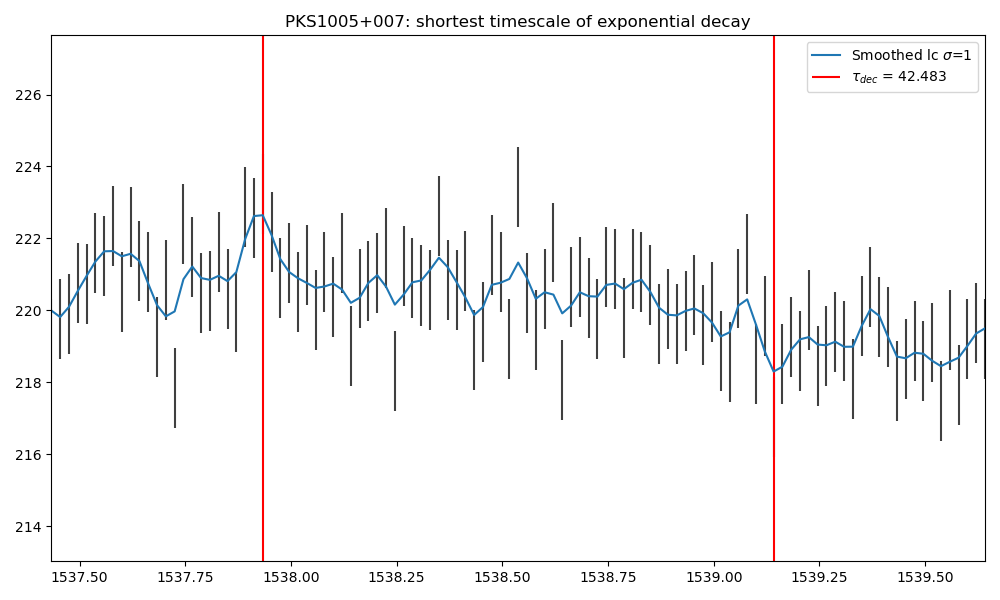 PKS1005+007: shortest timescale of exponential decay
Smoothed lc σ=1
τ_dec = 42.483
226
224
222
220
218
216
214
1537.50 1537.75 1538.00 1538.25 1538.50 1538.75 1539.00 1539.25 1539.50